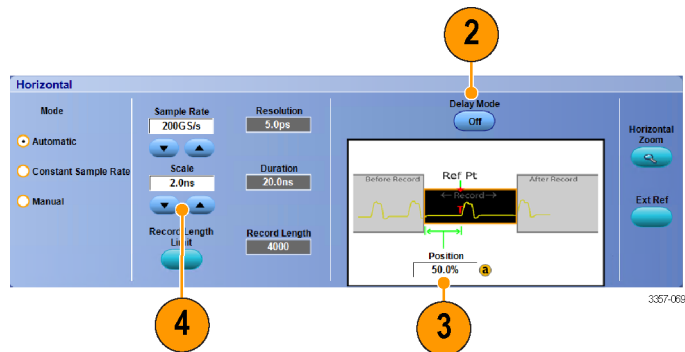 2
Horizontal
Mode
Automatic
Constant Sample Rate
Manual
Sample Rate
200GS/s
Scale
2.0ns
Record Length
Limit
Resolution
5.0ps
Duration
20.0ns
Record Length
4000
Delay Mode
Off
Before Record
Ref Pt
Record
After Record
T
Position
50.0%
a
Horizontal
Zoom
Ext Ref
3357-069
4
3